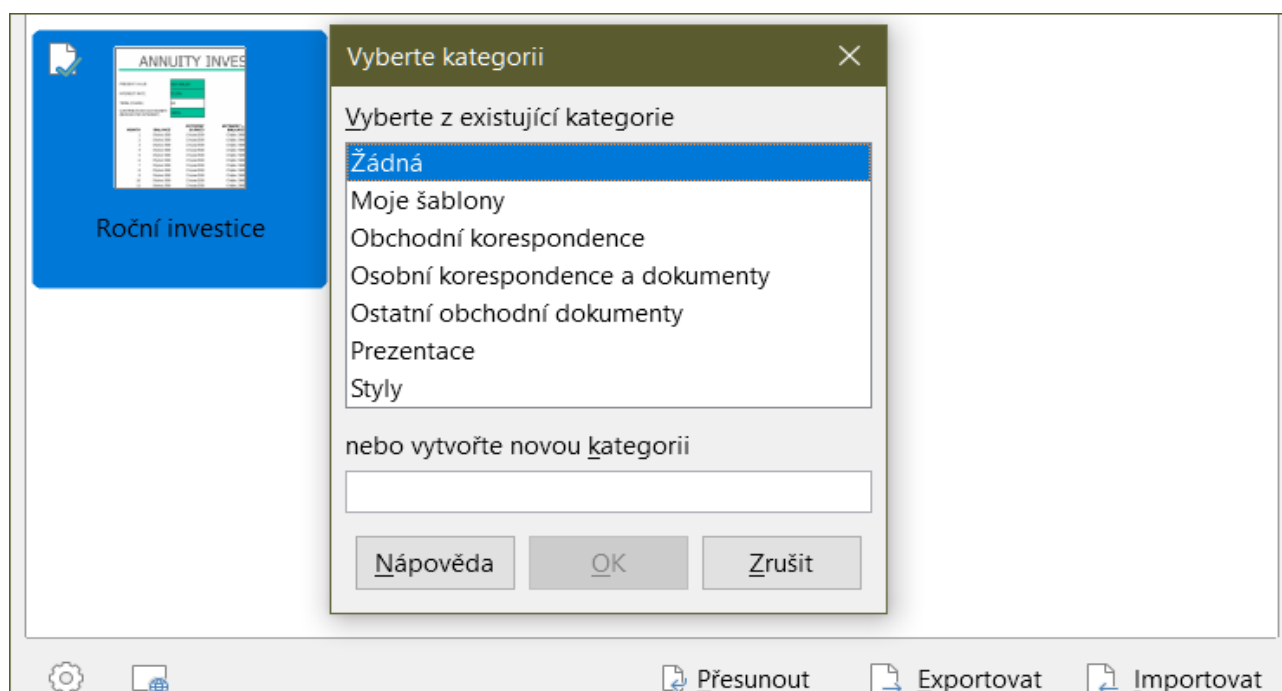 ANNUITY INVES
Roční investice
Vyberte kategorii
Vyberte z existující kategorie
Žádná
Moje šablony
Obchodní korespondence
Osobní korespondence a dokumenty
Ostatní obchodní dokumenty
Prezentace
Styly
nebo vytvořte novou kategorii
Nápověda OK Zrušit
Přesunout Exportovat Importovat